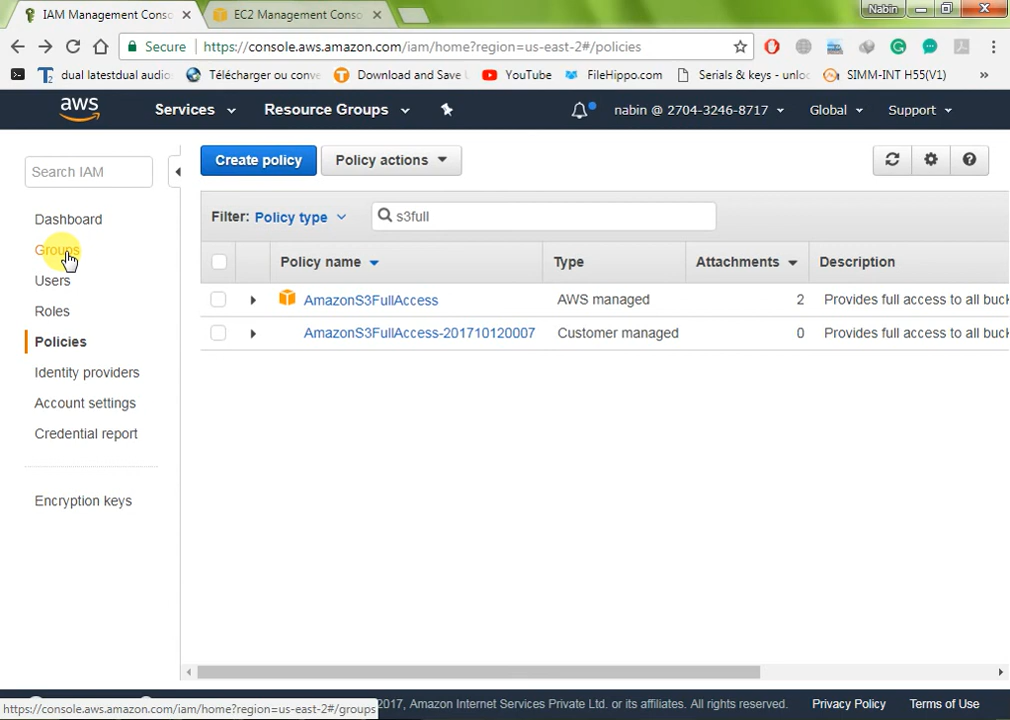 IAM Management Conso
EC2 Management Conso
Nabin
Secure
https://console.aws.amazon.com/iam/home?region=us-east-2#/policies
dual latestdual audio
Télécharger ou conve
Download and Save
YouTube
FileHippo.com
Serials & keys - unloc
SIMM-INT H55(V1)
»
aws
Services
Resource Groups
nabin @ 2704-3246-8717
Global
Support
Search IAM
Dashboard
Groups
Users
Roles
Policies
Identity providers
Account settings
Credential report
Encryption keys
Create policy
Policy actions
Filter: Policy type
s3full
Policy name
Type
Attachments
Description
AmazonS3FullAccess
AWS managed
2
Provides full access to all buck
AmazonS3FullAccess-201710120007
Customer managed
0
Provides full access to all buck
https://console.aws.amazon.com/iam/home?region=us-east-2#/groups
2017, Amazon Internet Services Private Ltd. or its affiliates. All rights reserved.
Privacy Policy
Terms of Use